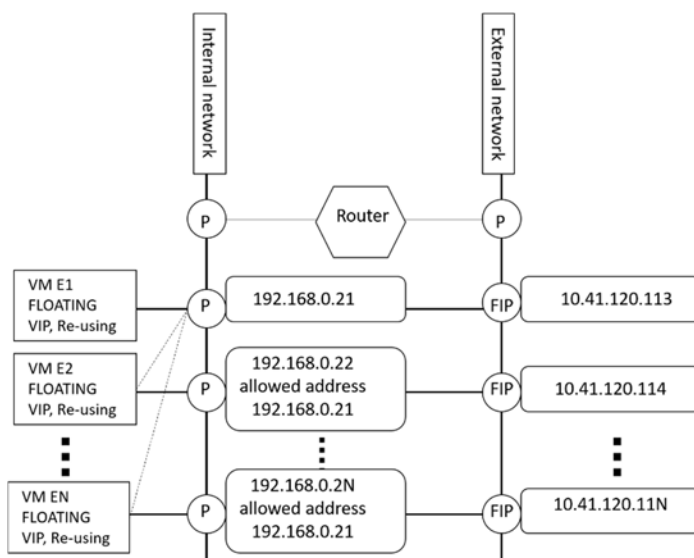 Internal network
External network
P
Router
P
VM E1
FLOATING
VIP, Re-using
P
192.168.0.21
FIP
10.41.120.113
VM E2
FLOATING
VIP, Re-using
P
192.168.0.22
allowed address
192.168.0.21
FIP
10.41.120.114
VM EN
FLOATING
VIP, Re-using
P
192.168.0.2N
allowed address
192.168.0.21
FIP
10.41.120.11N